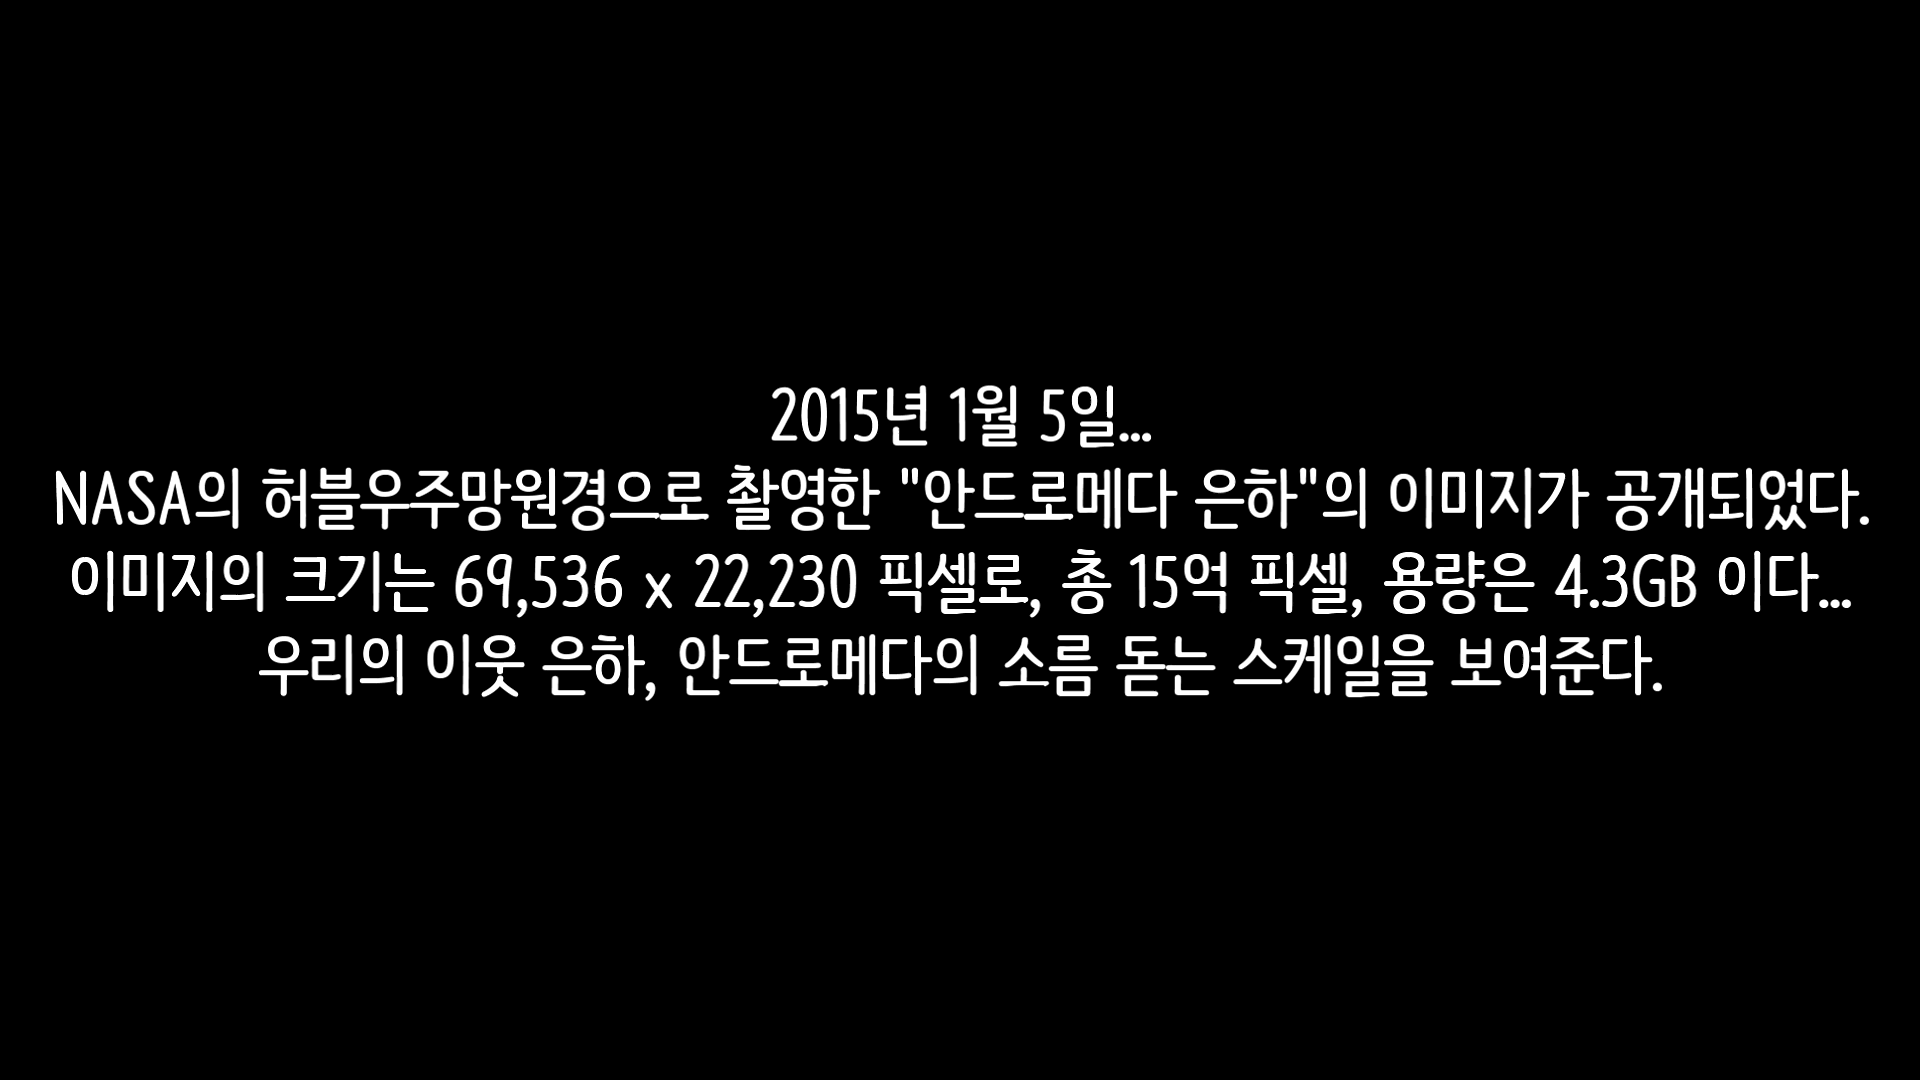 2015년 1월 5일...
NASA의 허블우주망원경으로 촬영한 "안드로메다 은하"의 이미지가 공개되었다.
이미지의 크기는 69,536 x 22,230 픽셀로, 총 15억 픽셀, 용량은 4.3GB 이다...
우리의 이웃 은하, 안드로메다의 소름 돋는 스케일을 보여준다.